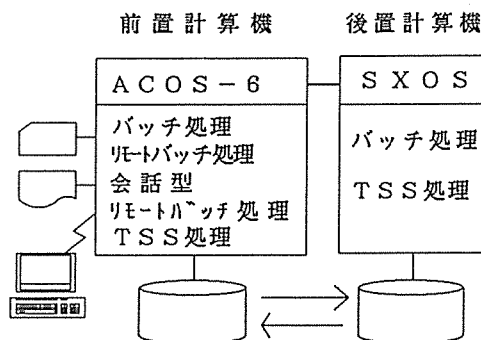 前置計算機
後置計算機
ＡＣＯＳ－６
バッチ処理
ﾘﾓｰﾄバッチ処理
会話型
ﾘﾓｰﾄﾊﾞｯﾁ処理
ＴＳＳ処理
ＳＸＯＳ
バッチ処理
ＴＳＳ処理